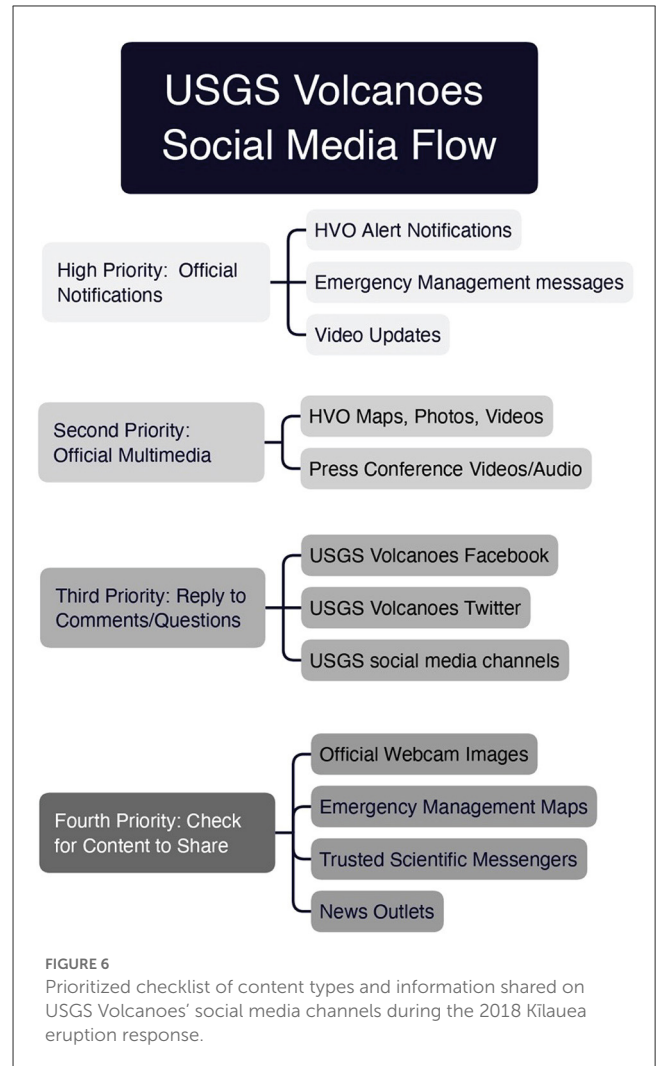 USGS Volcanoes
Social Media Flow
High Priority:  Official
Notifications
HVO Alert Notifications
Emergency Management messages
Video Updates
Second Priority:
Official Multimedia
HVO Maps, Photos, Videos
Press Conference Videos/Audio
Third Priority: Reply to
Comments/Questions
USGS Volcanoes Facebook
USGS Volcanoes Twitter
USGS social media channels
Fourth Priority: Check
for Content to Share
Official Webcam Images
Emergency Management Maps
Trusted Scientific Messengers
News Outlets
FIGURE 6
Prioritized checklist of content types and information shared on
USGS Volcanoes‘ social media channels during the 2018 Kīlauea
eruption response.